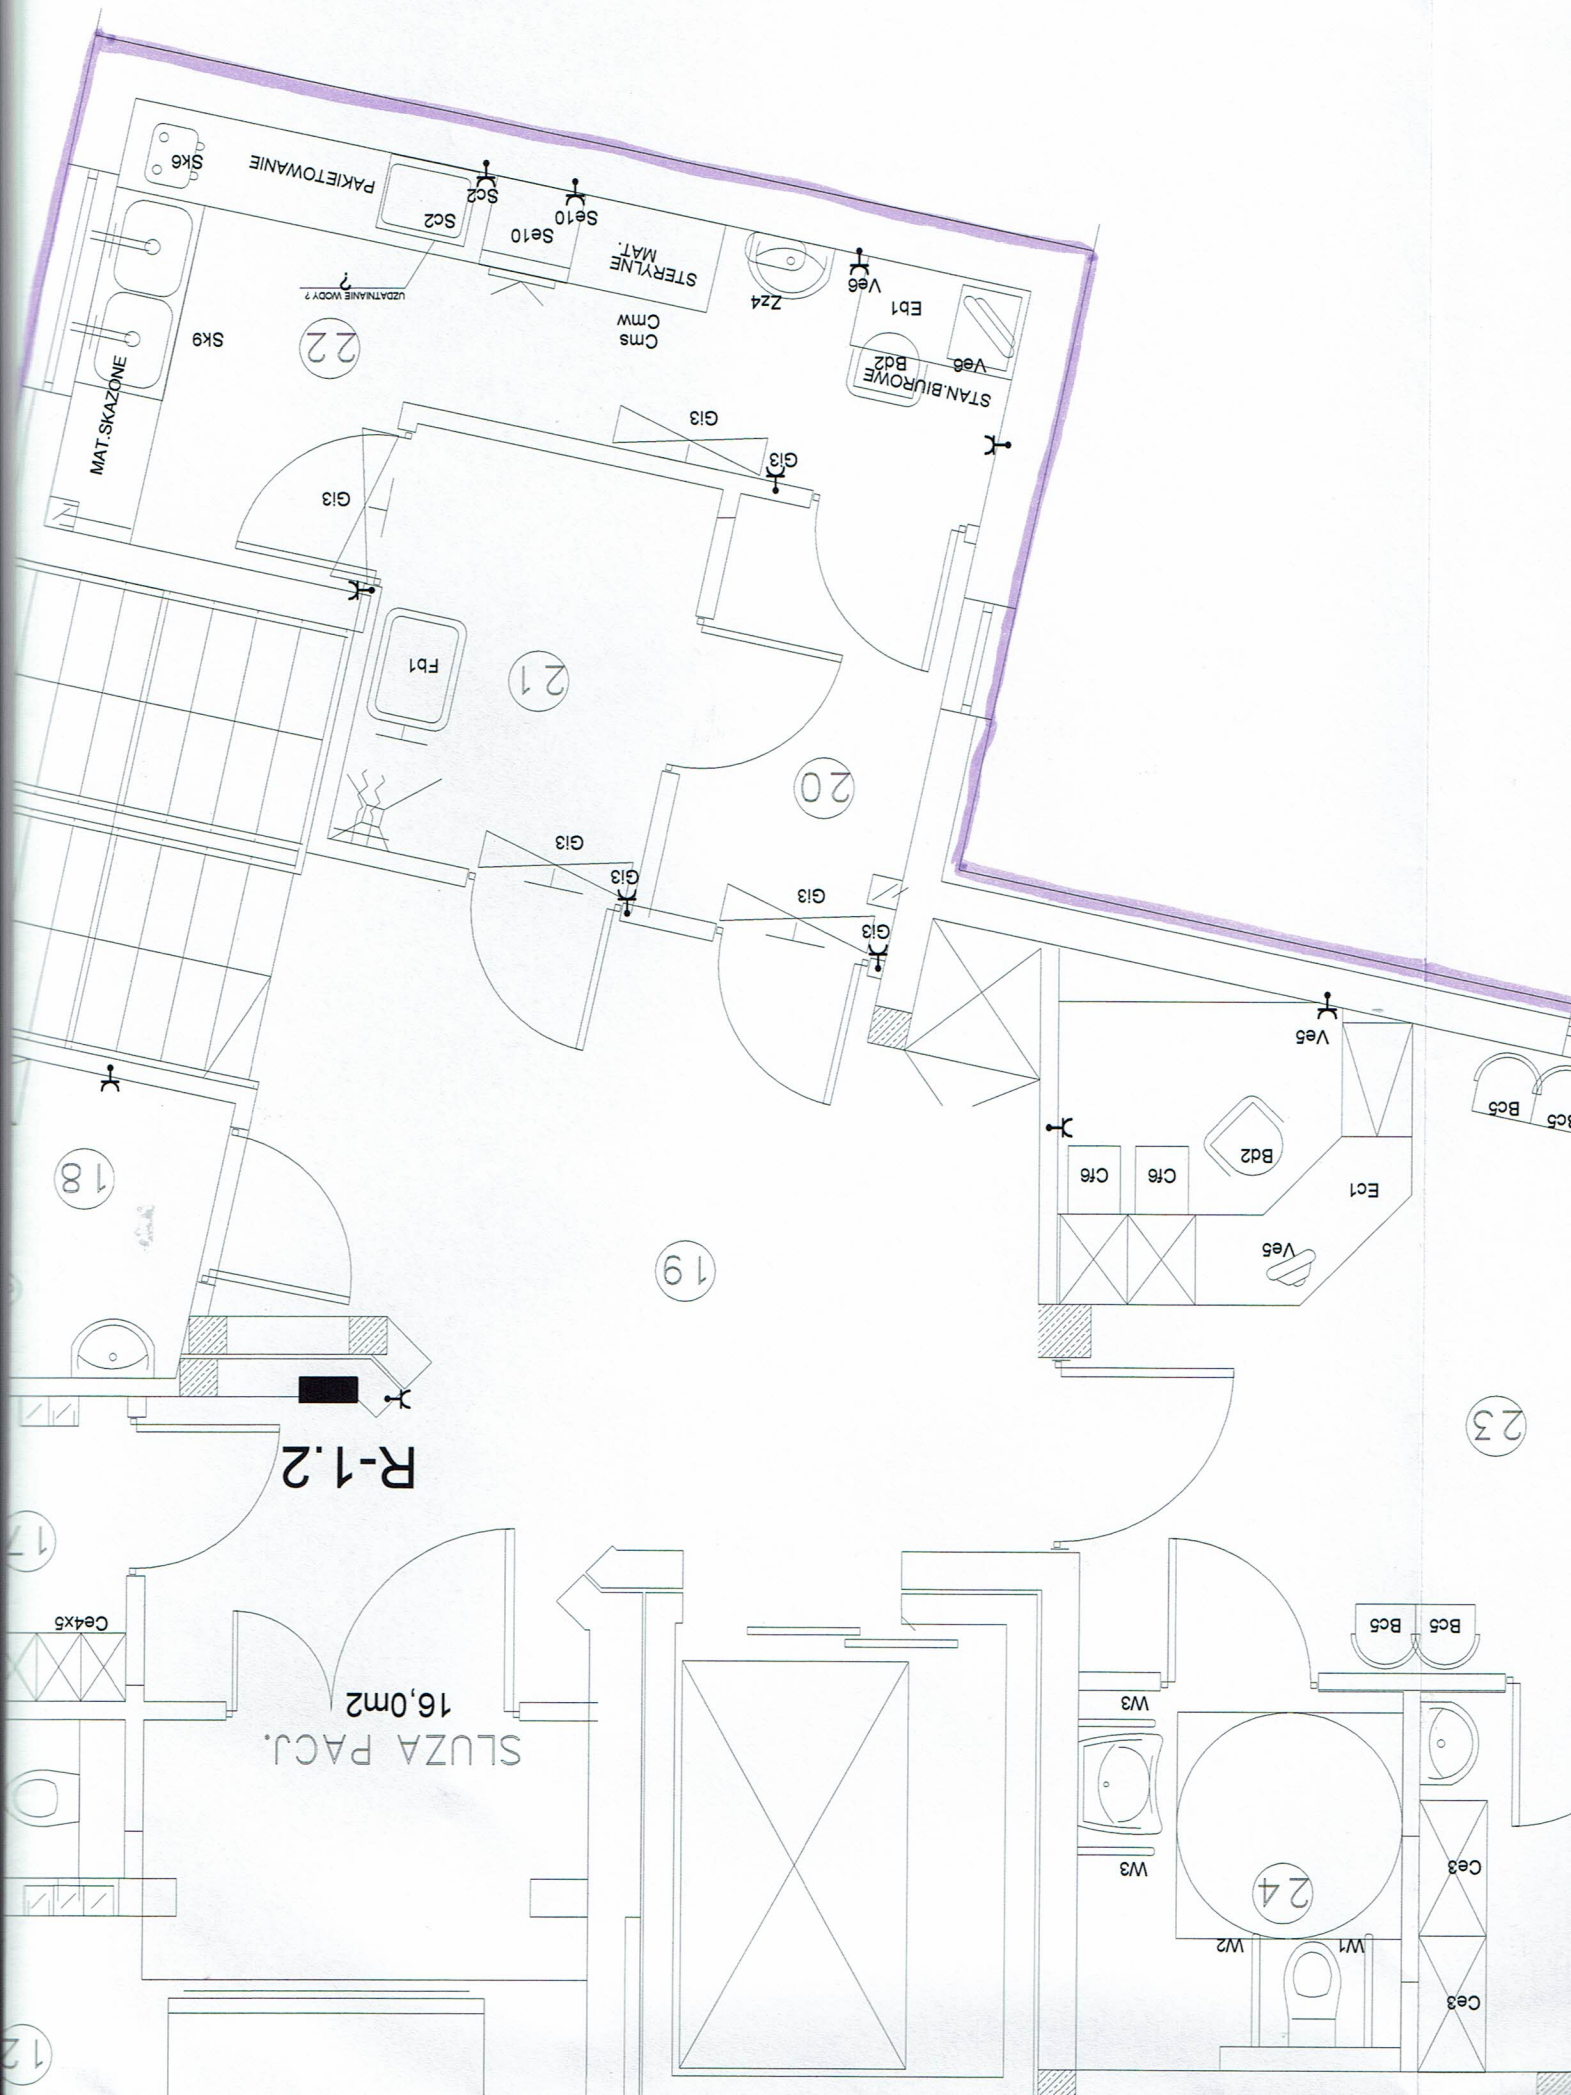 Sk6
PAKIETOWANIE
Sc2
Sc2
Se10
Se10
STERYLNE
MAT.
Cms
Cmw
Zz4
Ve6
Eb1
Ve6
Bd2
STAN.BIUROWE
Sk9
UZDATNIANIE WODY ?
?
22
MAT.SKAZONE
Gi3
Gi3
Gi3
Fb1
21
20
Gi3
Gi3
Gi3
Gi3
Ve5
Bc5
Bc5
Bd2
Cf6
Cf6
Ec1
Ve5
18
19
23
R-1.2
17
Ce4x5
16,0m2
SLUZA PACJ.
Bc5
Bc5
W3
W3
24
Ce3
W2
W1
Ce3
12